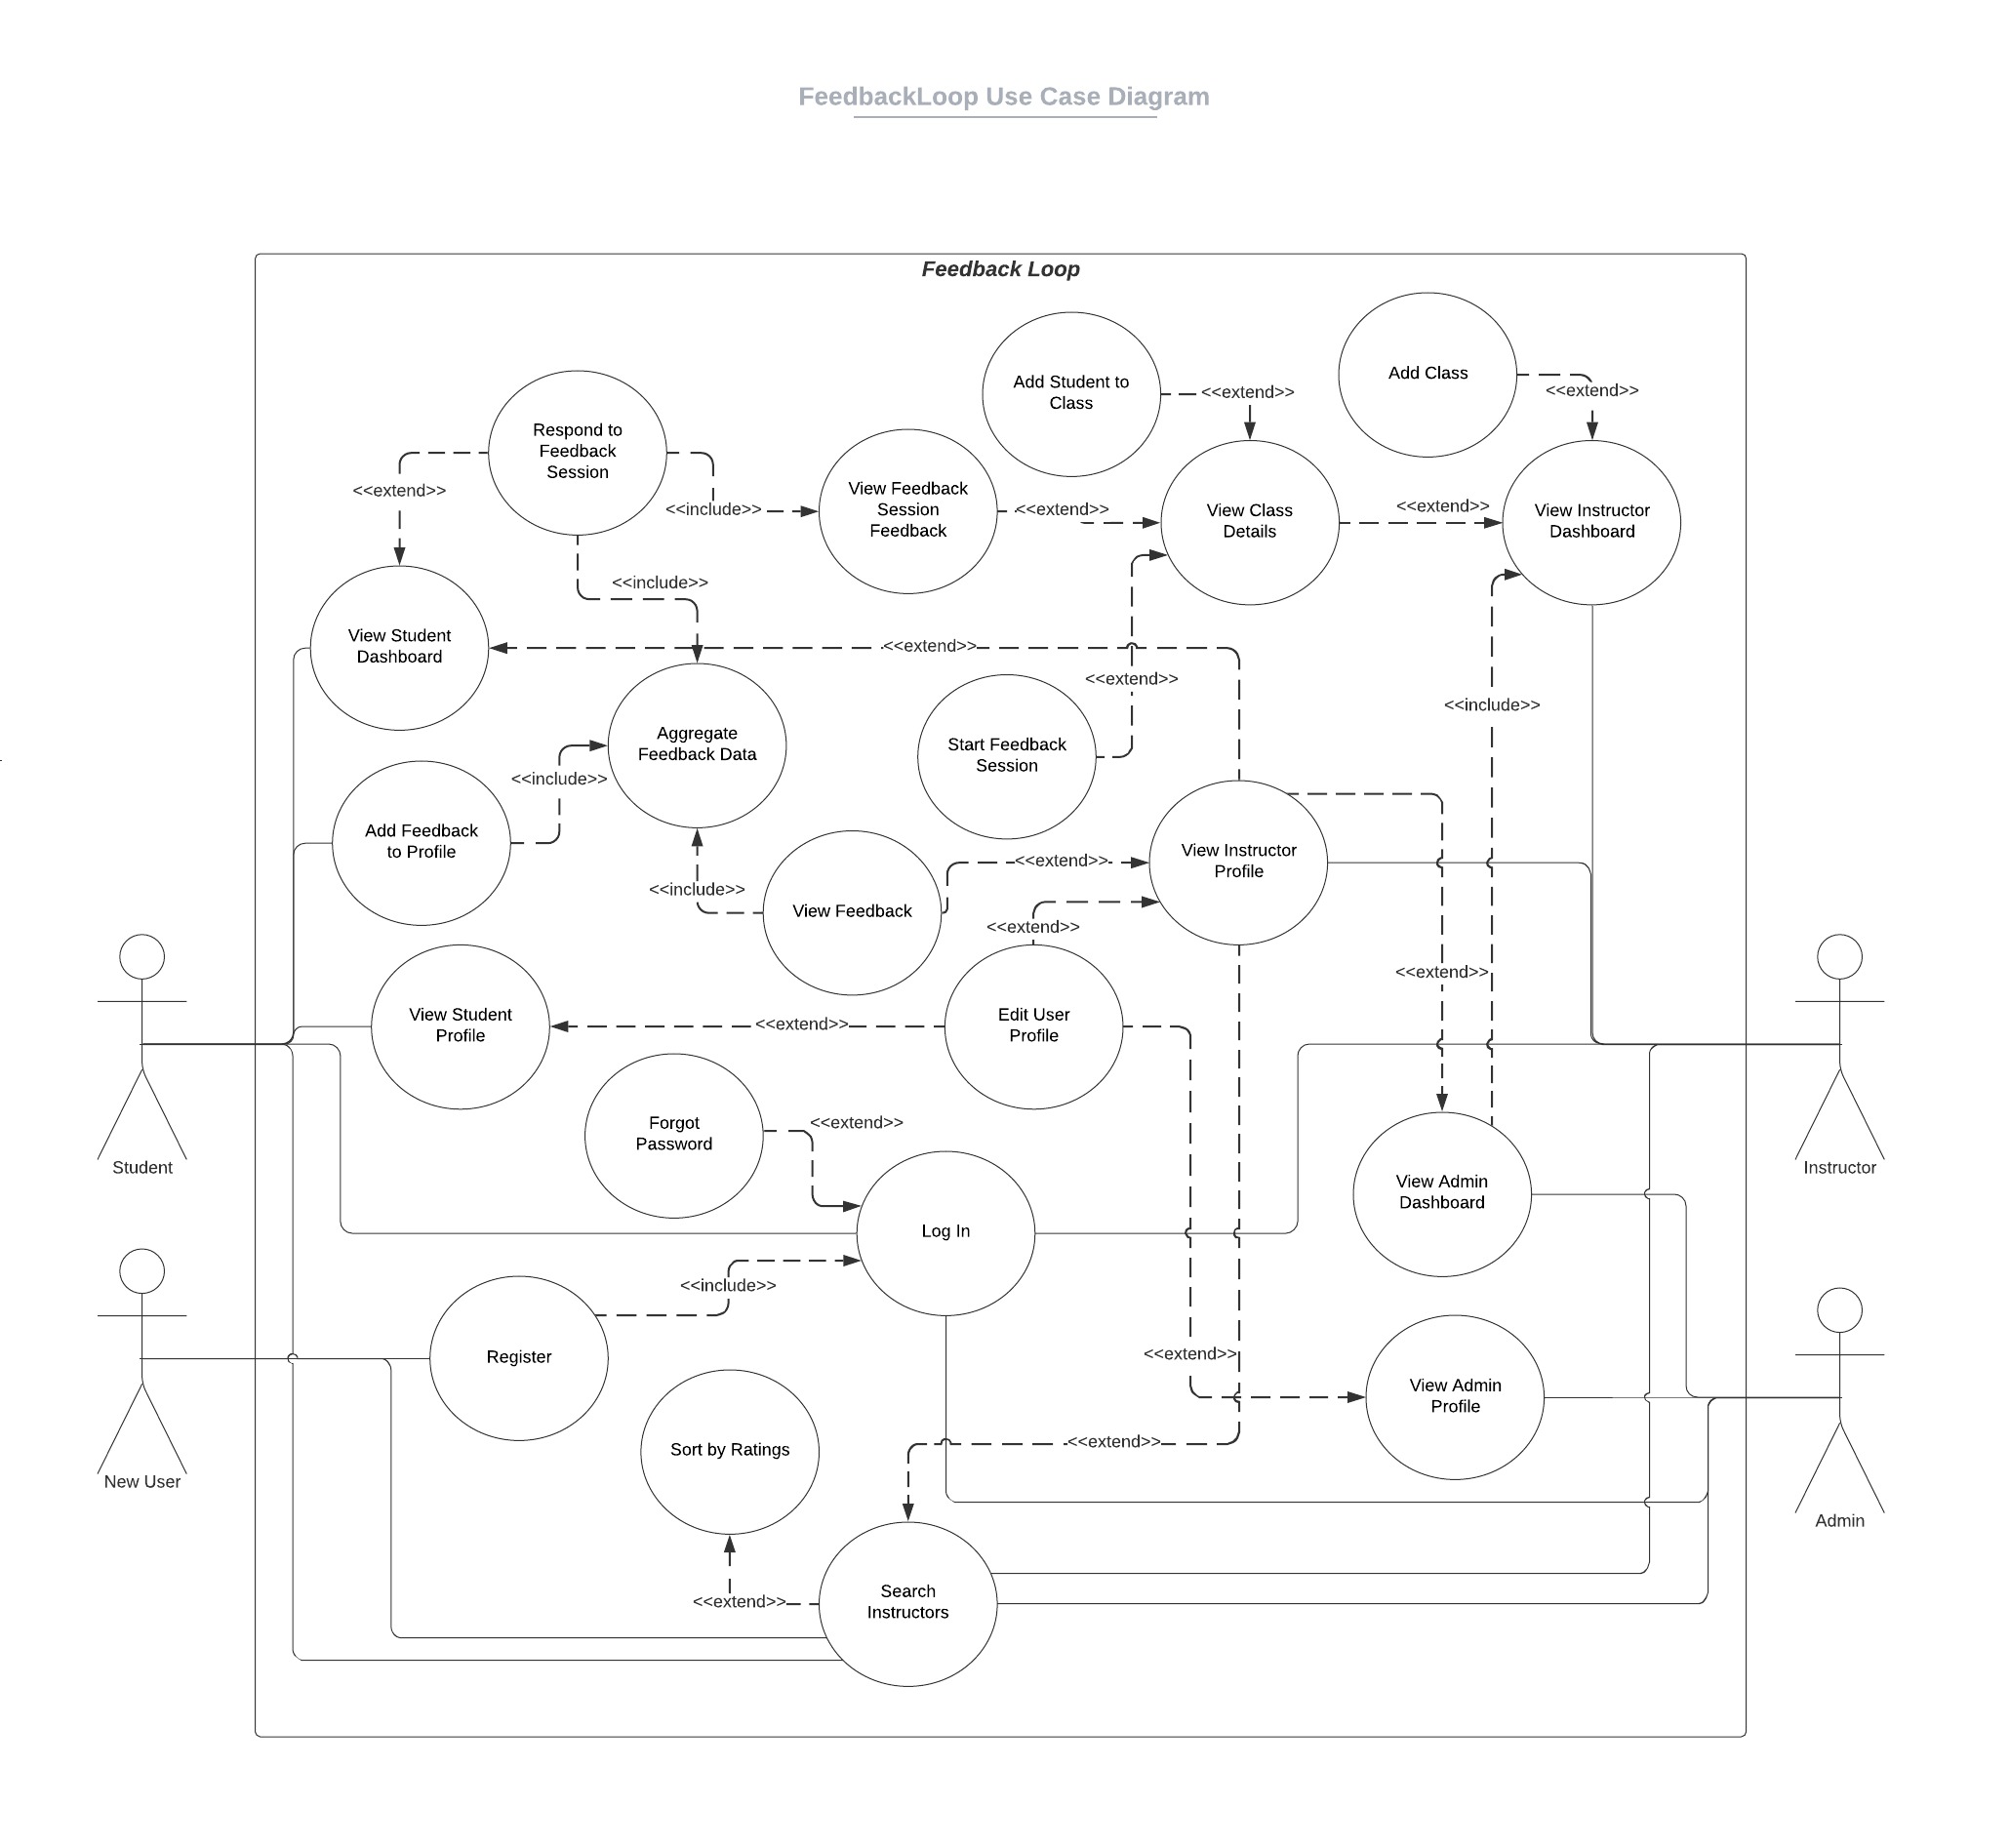 FeedbackLoop Use Case Diagram
Feedback Loop
Add Student to
Class
<<extend>>
Add Class
<<extend>>
Respond to
Feedback
Session
<<extend>>
<<include>>
View Feedback
Session
Feedback
<<extend>>
View Class
Details
<<extend>>
View Instructor
Dashboard
<<include>>
View Student
Dashboard
<<extend>>
<<extend>>
<<include>>
Aggregate
Feedback Data
Start Feedback
Session
<<include>>
Add Feedback
to Profile
<<include>>
View Feedback
<<extend>>
View Instructor
Profile
<<extend>>
<<extend>>
View Student
Profile
<<extend>>
Edit User
Profile
Forgot
Password
<<extend>>
Student
Instructor
View Admin
Dashboard
Log In
<<include>>
Register
<<extend>>
View Admin
Profile
Sort by Ratings
<<extend>>
New User
Admin
<<extend>>
Search
Instructors